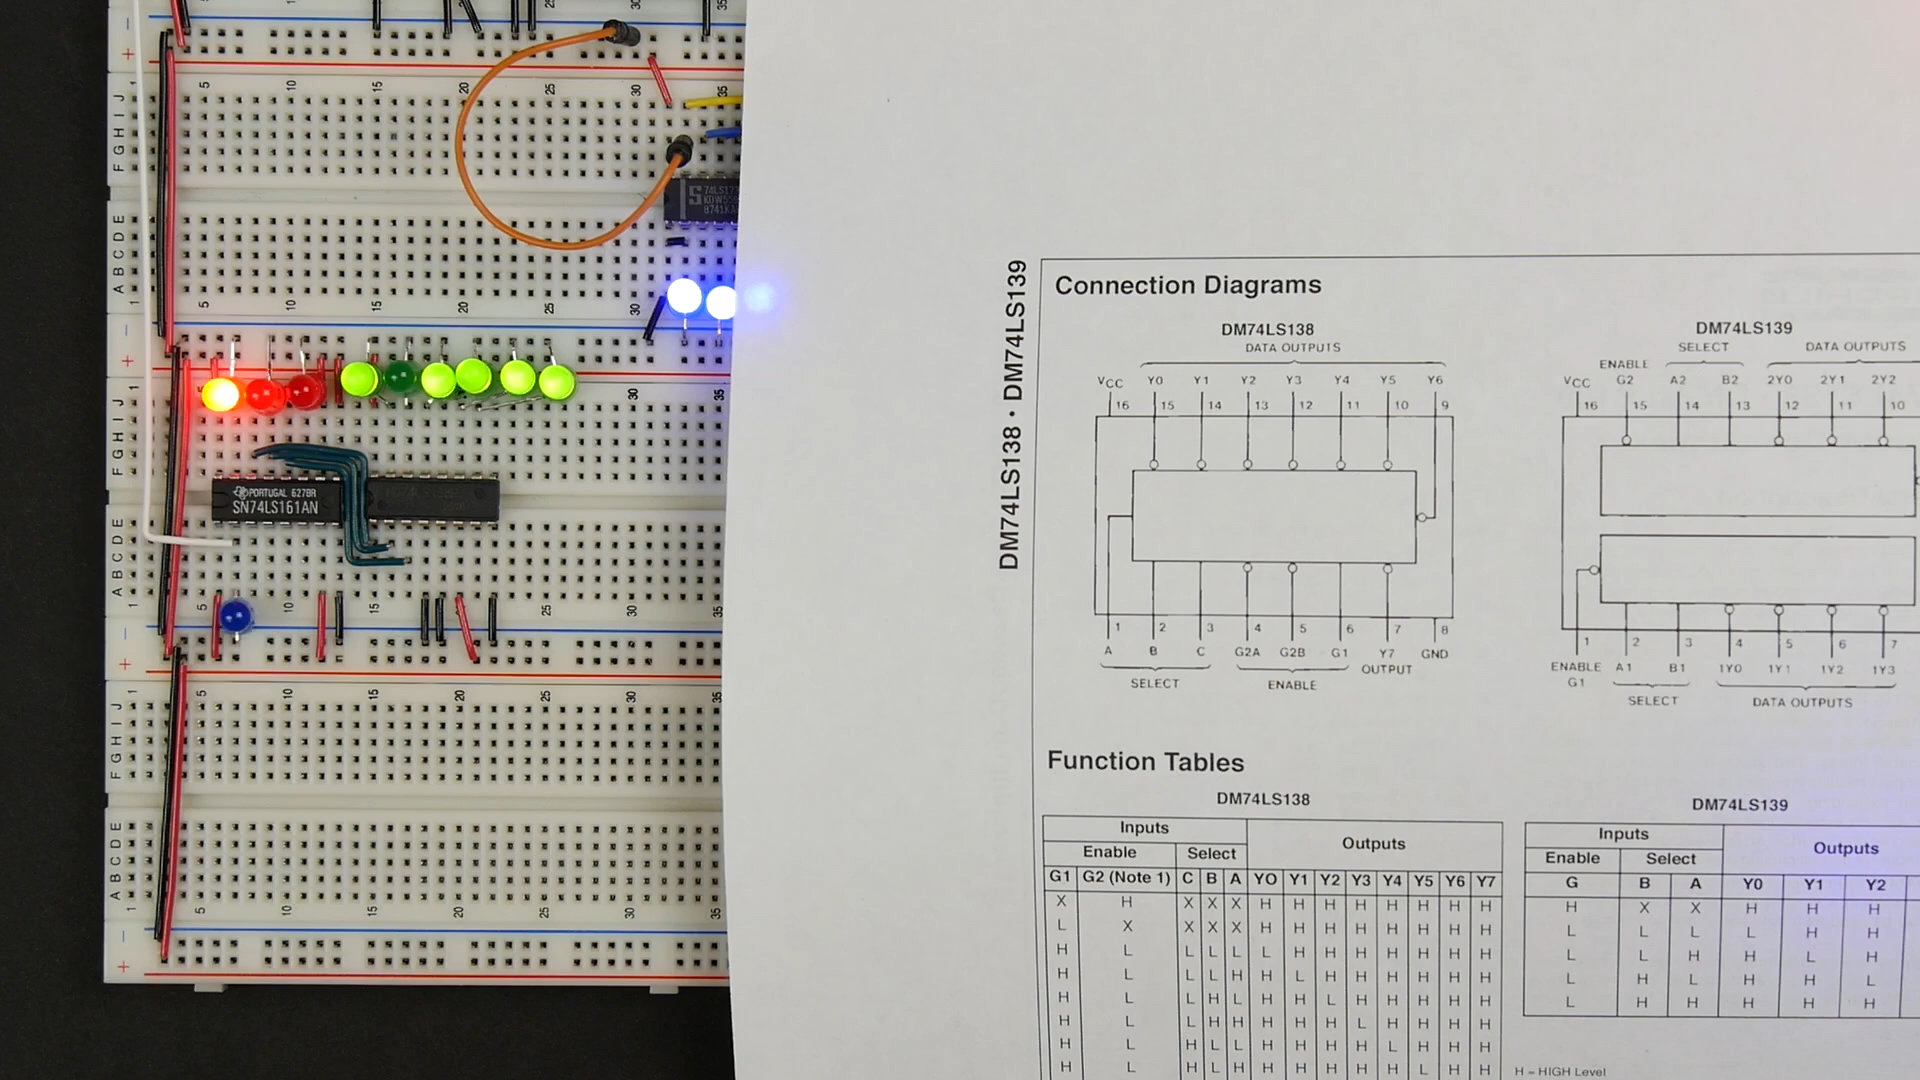 PORTUGAL 627BR
SN74LS161AN
DM74LS138 • DM74LS139
Connection Diagrams
DM74LS138
DATA OUTPUTS
VCC Y0 Y1 Y2 Y3 Y4 Y5 Y6
16 15 14 13 12 11 10 9
1 2 3 4 5 6 7 8
A B C G2A G2B G1 Y7 GND
OUTPUT
SELECT ENABLE
DM74LS139
SELECT DATA OUTPUTS
ENABLE
VCC G2 A2 B2 2Y0 2Y1 2Y2
16 15 14 13 12 11 10
1 2 3 4 5 6 7
ENABLE A1 B1 1Y0 1Y1 1Y2 1Y3
G1
SELECT DATA OUTPUTS
Function Tables
DM74LS138
Inputs Outputs
Enable Select
G1 G2 (Note 1) C B A YO Y1 Y2 Y3 Y4 Y5 Y6 Y7
X H X X X H H H H H H H H
L X X X X H H H H H H H H
H L L L L L H H H H H H H
H L L L H H L H H H H H H
H L L H L H H L H H H H H
H L L H H H H H L H H H H
H L H L L H H H H L H H H
H L H L H H H H H H L H H
DM74LS139
Inputs Outputs
Enable Select
G B A Y0 Y1 Y2
H X X H H H
L L L L H H
L L H H L H
L H L H H L
L H H H H H
H = HIGH Level